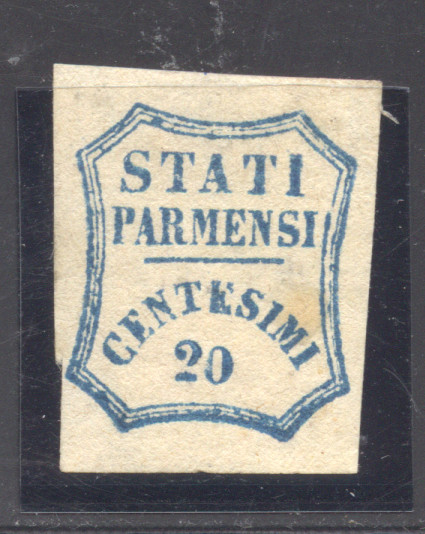 STATI
PARMENSI
CENTESIMI
20